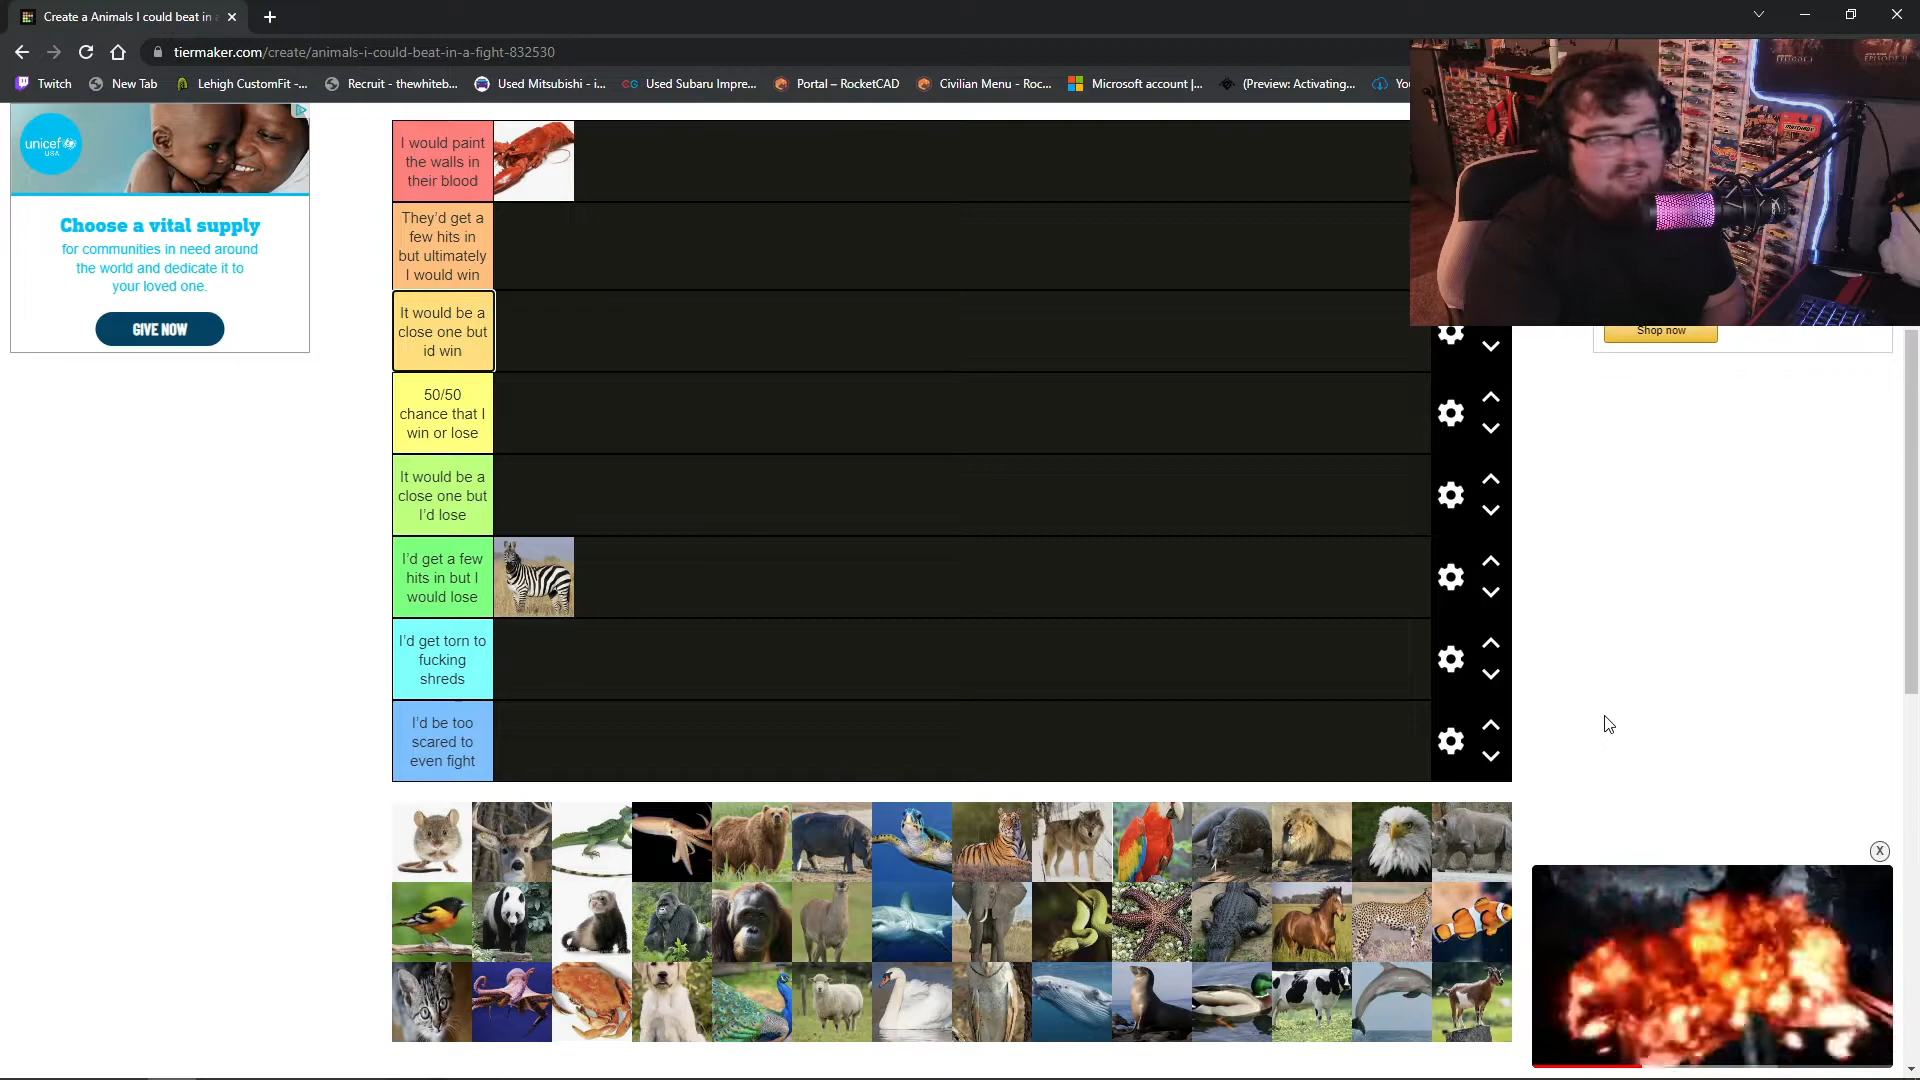 Create a Animals I could beat in a
tiermaker.com/create/animals-i-could-beat-in-a-fight-832530
Twitch
New Tab
Lehigh CustomFit -...
Recruit - thewhiteb...
Used Mitsubishi - i...
CG
Used Subaru Impre...
Portal – RocketCAD
Civilian Menu - Roc...
Microsoft account |...
(Preview: Activating...
You
unicef
USA
Choose a vital supply
for communities in need around
the world and dedicate it to
your loved one.
GIVE NOW
I would paint
the walls in
their blood
They'd get a
few hits in
but ultimately
I would win
It would be a
close one but
id win
50/50
chance that I
win or lose
It would be a
close one but
I'd lose
I'd get a few
hits in but I
would lose
I'd get torn to
fucking
shreds
I'd be too
scared to
even fight
Shop now
X